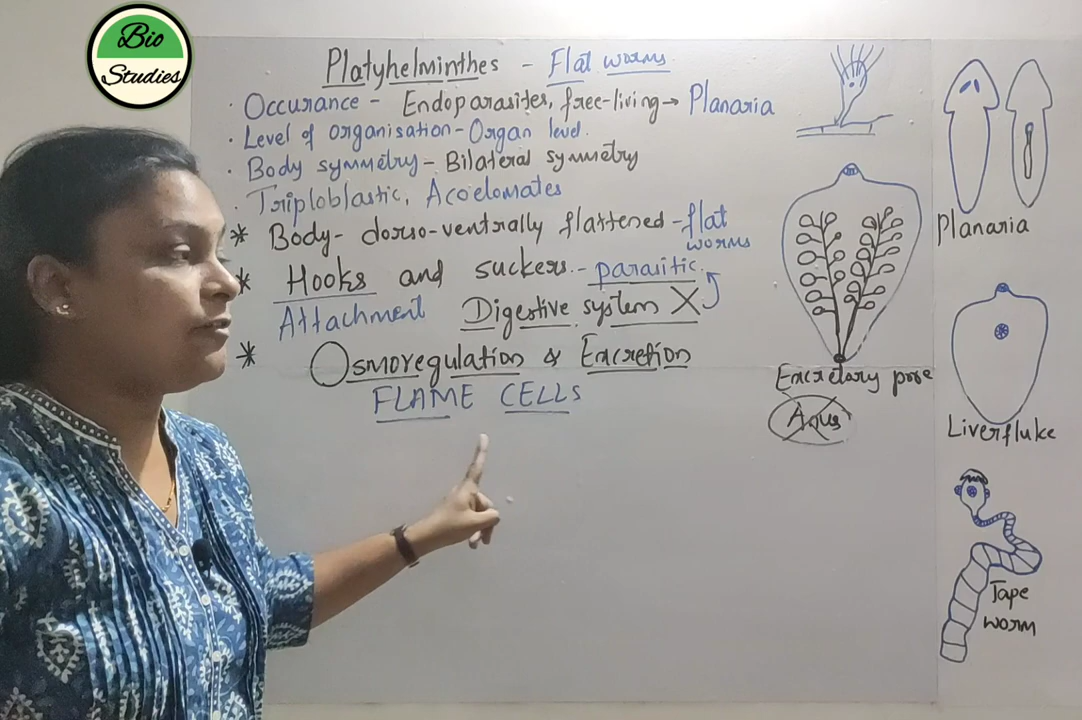 Bio
Studies
Platyhelminthes - Flat worms
· Occurance - Endoparasites, free-living → Planaria
· Level of organisation - Organ level.
· Body symmetry - Bilateral symmetry
· Triploblastic, Acoelomates
* Body - dorso-ventrally flattened - flat
worms
* Hooks and suckers - parasitic
Attachment Digestive system X
* Osmoregulation & Excretion
FLAME CELLS
Excretory pore
Anus
Planaria
Liverfluke
Tape
worm